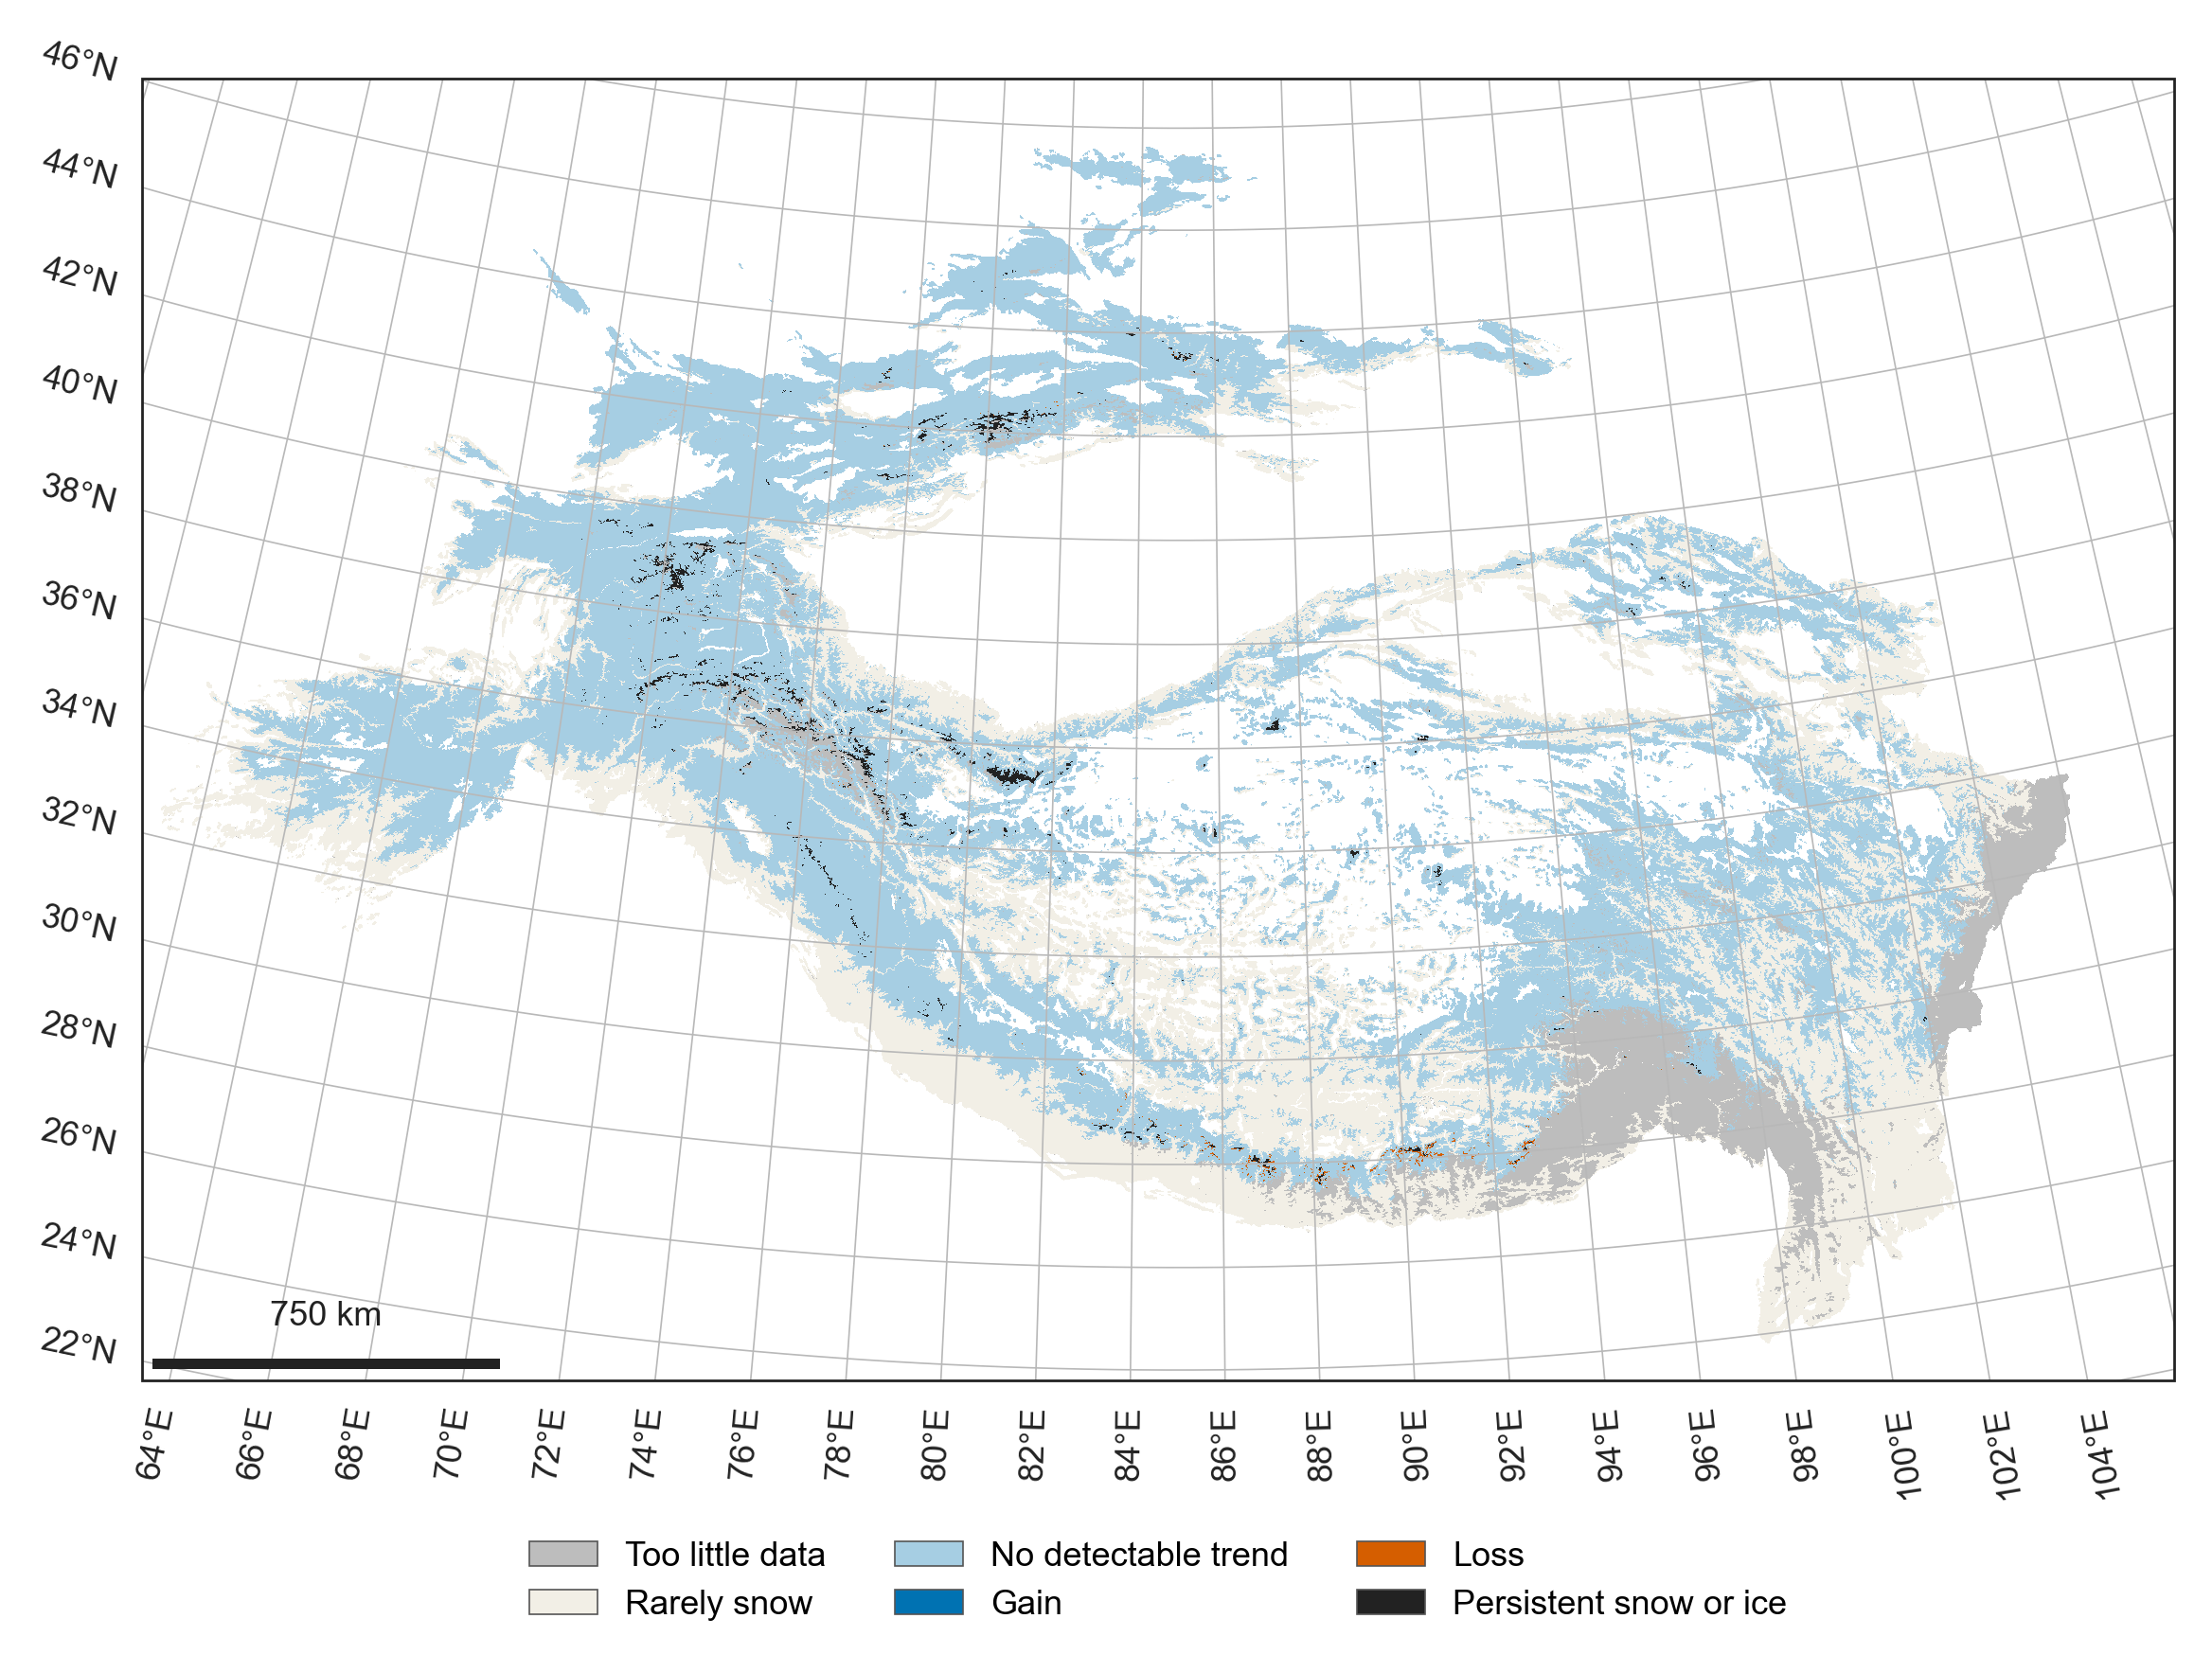 46°N
44°N
42°N
40°N
38°N
36°N
34°N
32°N
30°N
28°N
26°N
24°N
22°N
750 km
64°E
66°E
68°E
70°E
72°E
74°E
76°E
78°E
80°E
82°E
84°E
86°E
88°E
90°E
92°E
94°E
96°E
98°E
100°E
102°E
104°E
Too little data
No detectable trend
Loss
Rarely snow
Gain
Persistent snow or ice